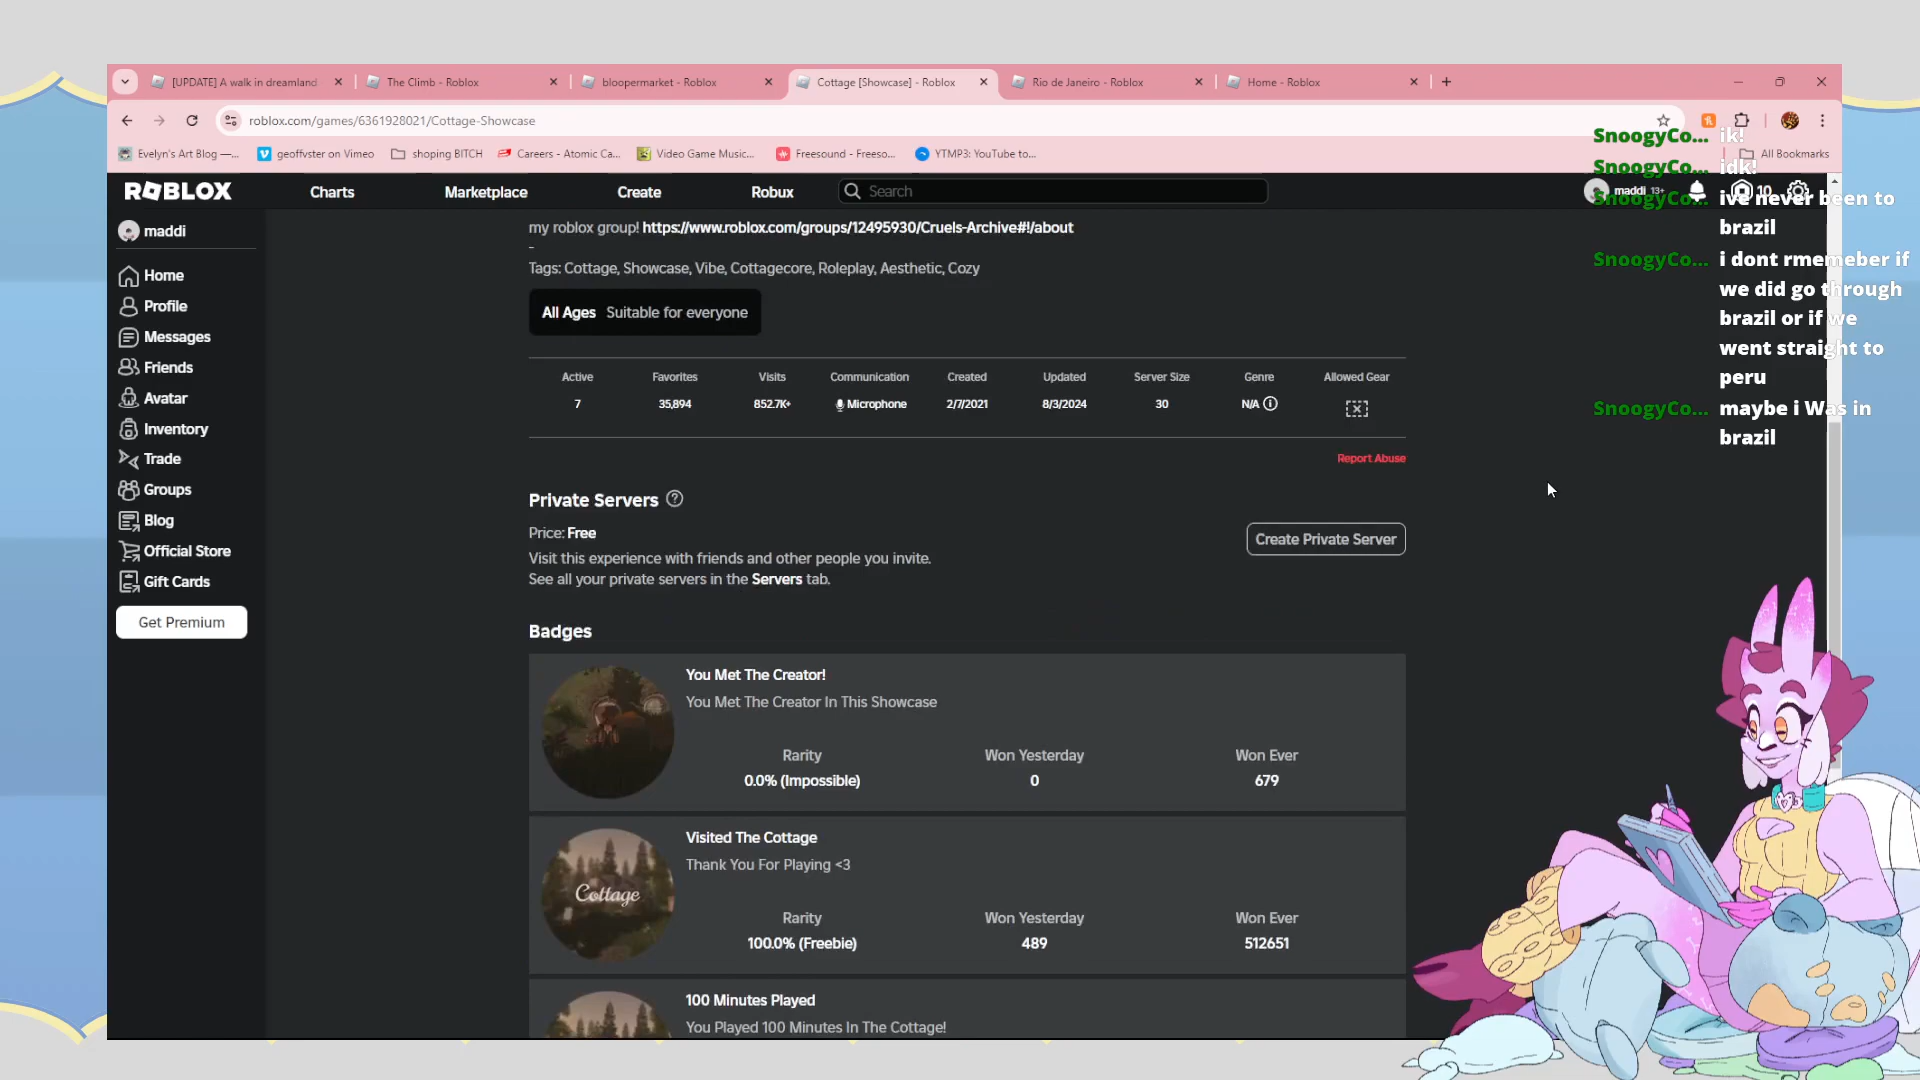 [UPDATE] A walk in dreamland
The Climb - Roblox
bloopermarket - Roblox
Cottage [Showcase] - Roblox
Rio de Janeiro - Roblox
Home - Roblox
roblox.com/games/6361928021/Cottage-Showcase
Evelyn's Art Blog —...
geoffvster on Vimeo
shoping BITCH
Careers - Atomic Ca...
Video Game Music...
Freesound - Freeso...
YTMP3: YouTube to...
All Bookmarks
ROBLOX
Charts
Marketplace
Create
Robux
Search
maddi 13+
10
maddi
Home
Profile
Messages
Friends
Avatar
Inventory
Trade
Groups
Blog
Official Store
Gift Cards
Get Premium
my roblox group! https://www.roblox.com/groups/12495930/Cruels-Archive#!/about
-
Tags: Cottage, Showcase, Vibe, Cottagecore, Roleplay, Aesthetic, Cozy
All Ages Suitable for everyone
Active Favorites Visits Communication Created Updated Server Size Genre Allowed Gear
7 35,894 852.7K+ Microphone 2/7/2021 8/3/2024 30 N/A
Report Abuse
Private Servers
Price: Free
Visit this experience with friends and other people you invite.
See all your private servers in the Servers tab.
Create Private Server
Badges
You Met The Creator!
You Met The Creator In This Showcase
Rarity Won Yesterday Won Ever
0.0% (Impossible) 0 679
Cottage
Visited The Cottage
Thank You For Playing <3
Rarity Won Yesterday Won Ever
100.0% (Freebie) 489 512651
100 Minutes Played
You Played 100 Minutes In The Cottage!
SnoogyCo... ik!
SnoogyCo... idk!
SnoogyCo... ive never been to
brazil
SnoogyCo... i dont rmemeber if
we did go through
brazil or if we
went straight to
peru
SnoogyCo... maybe i Was in
brazil